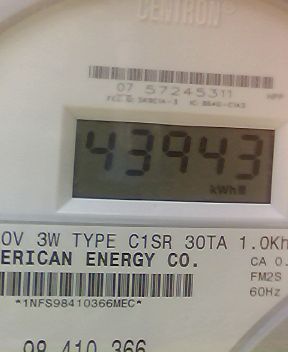 CENTRON®
07 57245311
43943
kWh
0V 3W TYPE C1SR 30TA 1.0Kh
ERICAN ENERGY CO.
CA 0.
FM2S
60Hz
*1NFS98410366MEC*
98 410 366